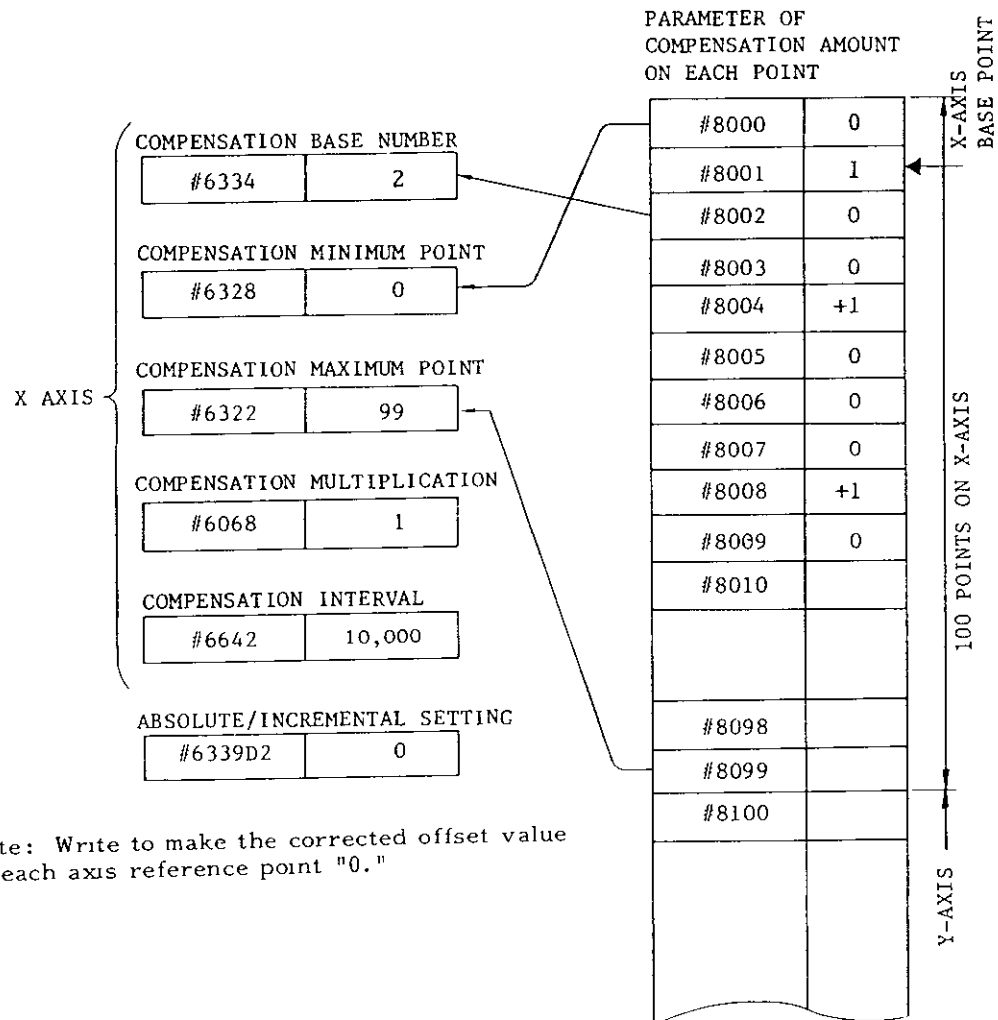 PARAMETER OF
COMPENSATION AMOUNT
ON EACH POINT
X-AXIS
BASE POINT
X AXIS
COMPENSATION BASE NUMBER
#6334 2
COMPENSATION MINIMUM POINT
#6328 0
COMPENSATION MAXIMUM POINT
#6322 99
COMPENSATION MULTIPLICATION
#6068 1
COMPENSATION INTERVAL
#6642 10,000
ABSOLUTE/INCREMENTAL SETTING
#6339D2 0
#8000 0
#8001 1
#8002 0
#8003 0
#8004 +1
#8005 0
#8006 0
#8007 0
#8008 +1
#8009 0
#8010
#8098
#8099
#8100
100 POINTS ON X-AXIS
Y-AXIS
te: Write to make the corrected offset value
each axis reference point "0."